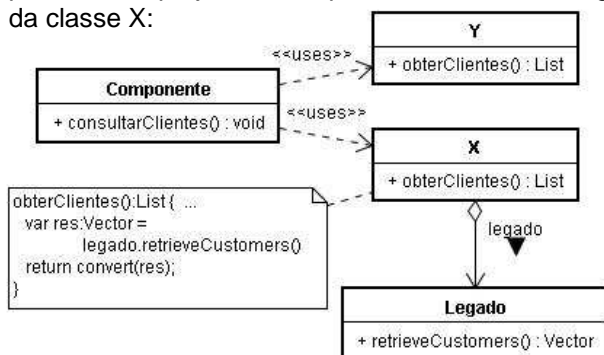 da classe X:
Y
<<uses>>
+ obterClientes() : List
Componente
+ consultarClientes() : void
<<uses>>
X
+ obterClientes() : List
obterClientes():List { ...
var res:Vector =
legado.retrieveCustomers()
return convert(res);
}
legado
Legado
+ retrieveCustomers() : Vector